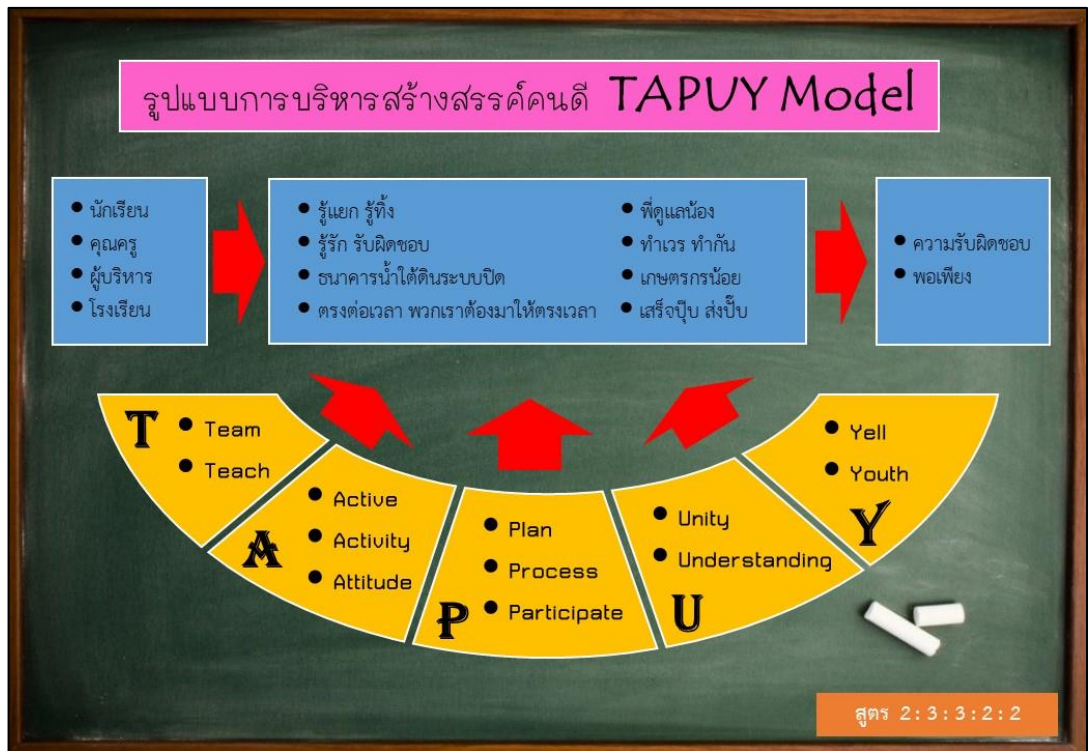 รูปแบบการบริหารสร้างสรรค์คนดี TAPUY Model
• นักเรียน
• คุณครู
• ผู้บริหาร
• โรงเรียน
• รู้แยก รู้ทิ้ง
• รู้รัก รับผิดชอบ
• ธนาคารน้ำใต้ดินระบบปิด
• ตรงต่อเวลา พวกเราต้องมาให้ตรงเวลา
• พี่ดูแลน้อง
• ทำเวร ทำกัน
• เกษตรกรน้อย
• เสร็จปุ๊บ ส่งปั๊บ
• ความรับผิดชอบ
• พอเพียง
T
• Team
• Teach
A
• Active
• Activity
• Attitude
P
• Plan
• Process
• Participate
U
• Unity
• Understanding
Y
• Yell
• Youth
สูตร 2:3:3:2:2